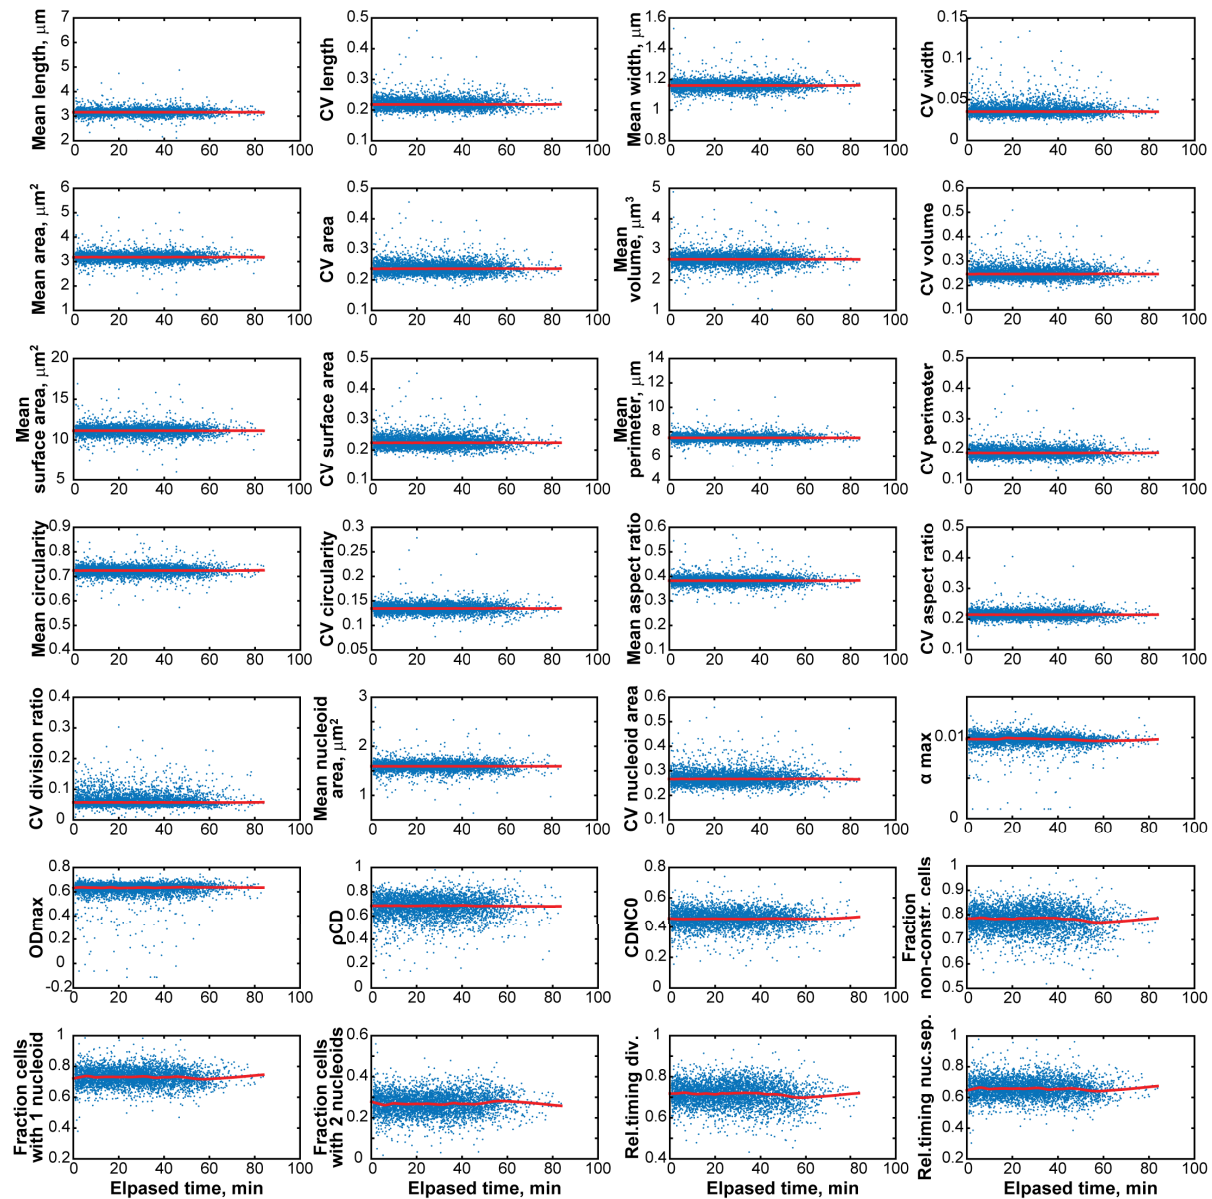 Mean length, μm
7
6
5
4
3
2
0 20 40 60 80 100
CV length
0.5
0.4
0.3
0.2
0.1
0 20 40 60 80 100
Mean width, μm
1.6
1.4
1.2
1
0.8
0 20 40 60 80 100
CV width
0.15
0.1
0.05
0
0 20 40 60 80 100
Mean area, μm²
6
5
4
3
2
1
0 20 40 60 80 100
CV area
0.5
0.4
0.3
0.2
0.1
0 20 40 60 80 100
Mean
volume, μm³
5
4
3
2
1
0 20 40 60 80 100
CV volume
0.5
0.4
0.3
0.2
0.1
0 20 40 60 80 100
Mean
surface area, μm²
20
15
10
5
0 20 40 60 80 100
CV surface area
0.5
0.4
0.3
0.2
0.1
0 20 40 60 80 100
Mean
perimeter, μm
14
12
10
8
6
4
0 20 40 60 80 100
CV perimeter
0.5
0.4
0.3
0.2
0.1
0 20 40 60 80 100
Mean circularity
0.9
0.8
0.7
0.6
0.5
0.4
0 20 40 60 80 100
CV circularity
0.3
0.25
0.2
0.15
0.1
0.05
0 20 40 60 80 100
Mean aspect ratio
0.6
0.5
0.4
0.3
0.2
0.1
0 20 40 60 80 100
CV aspect ratio
0.5
0.4
0.3
0.2
0.1
0 20 40 60 80 100
CV division ratio
0.4
0.3
0.2
0.1
0
0 20 40 60 80 100
Mean nucleoid
area, μm²
3
2
1
0 20 40 60 80 100
CV nucleoid area
0.6
0.5
0.4
0.3
0.2
0.1
0 20 40 60 80 100
α max
0.01
0
0 20 40 60 80 100
ODmax
0.8
0.6
0.4
0.2
0
-0.2
0 20 40 60 80 100
ρCD
1
0.8
0.6
0.4
0.2
0
0 20 40 60 80 100
CDNC0
0.8
0.6
0.4
0.2
0
0 20 40 60 80 100
Fraction
non-constr. cells
1
0.9
0.8
0.7
0.6
0.5
0 20 40 60 80 100
Fraction cells
with 1 nucleoid
1
0.8
0.6
0.4
0.2
0 20 40 60 80 100
Elpased time, min
Fraction cells
with 2 nucleoids
0.6
0.4
0.2
0
0 20 40 60 80 100
Elpased time, min
Rel.timing div.
1
0.8
0.6
0.4
0 20 40 60 80 100
Elpased time, min
Rel.timing nuc.sep.
1
0.8
0.6
0.4
0.2
0 20 40 60 80 100
Elpased time, min